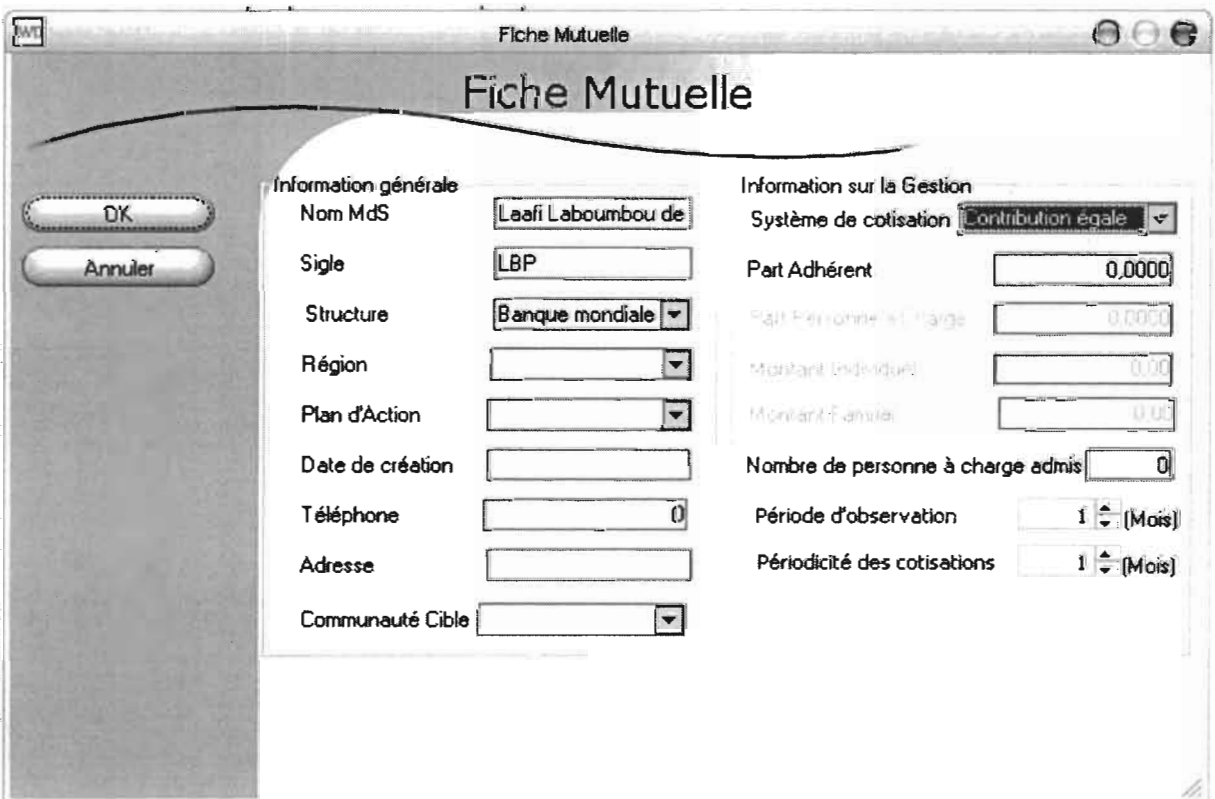 Fiche Mutuelle
Fiche Mutuelle
OK
Annuler
Information générale
Nom MdS Laafi Laboumbou de
Sigle LBP
Structure Banque mondiale
Région
Plan d'Action
Date de création
Téléphone 0
Adresse
Communauté Cible
Information sur la Gestion
Système de cotisation Contribution égale
Part Adhérent 0,0000
Part Personne à Charge 0,0000
Montant Individuel 0,00
Montant Familial 0,00
Nombre de personne à charge admis 0
Période d'observation 1 (Mois)
Périodicité des cotisations 1 (Mois)